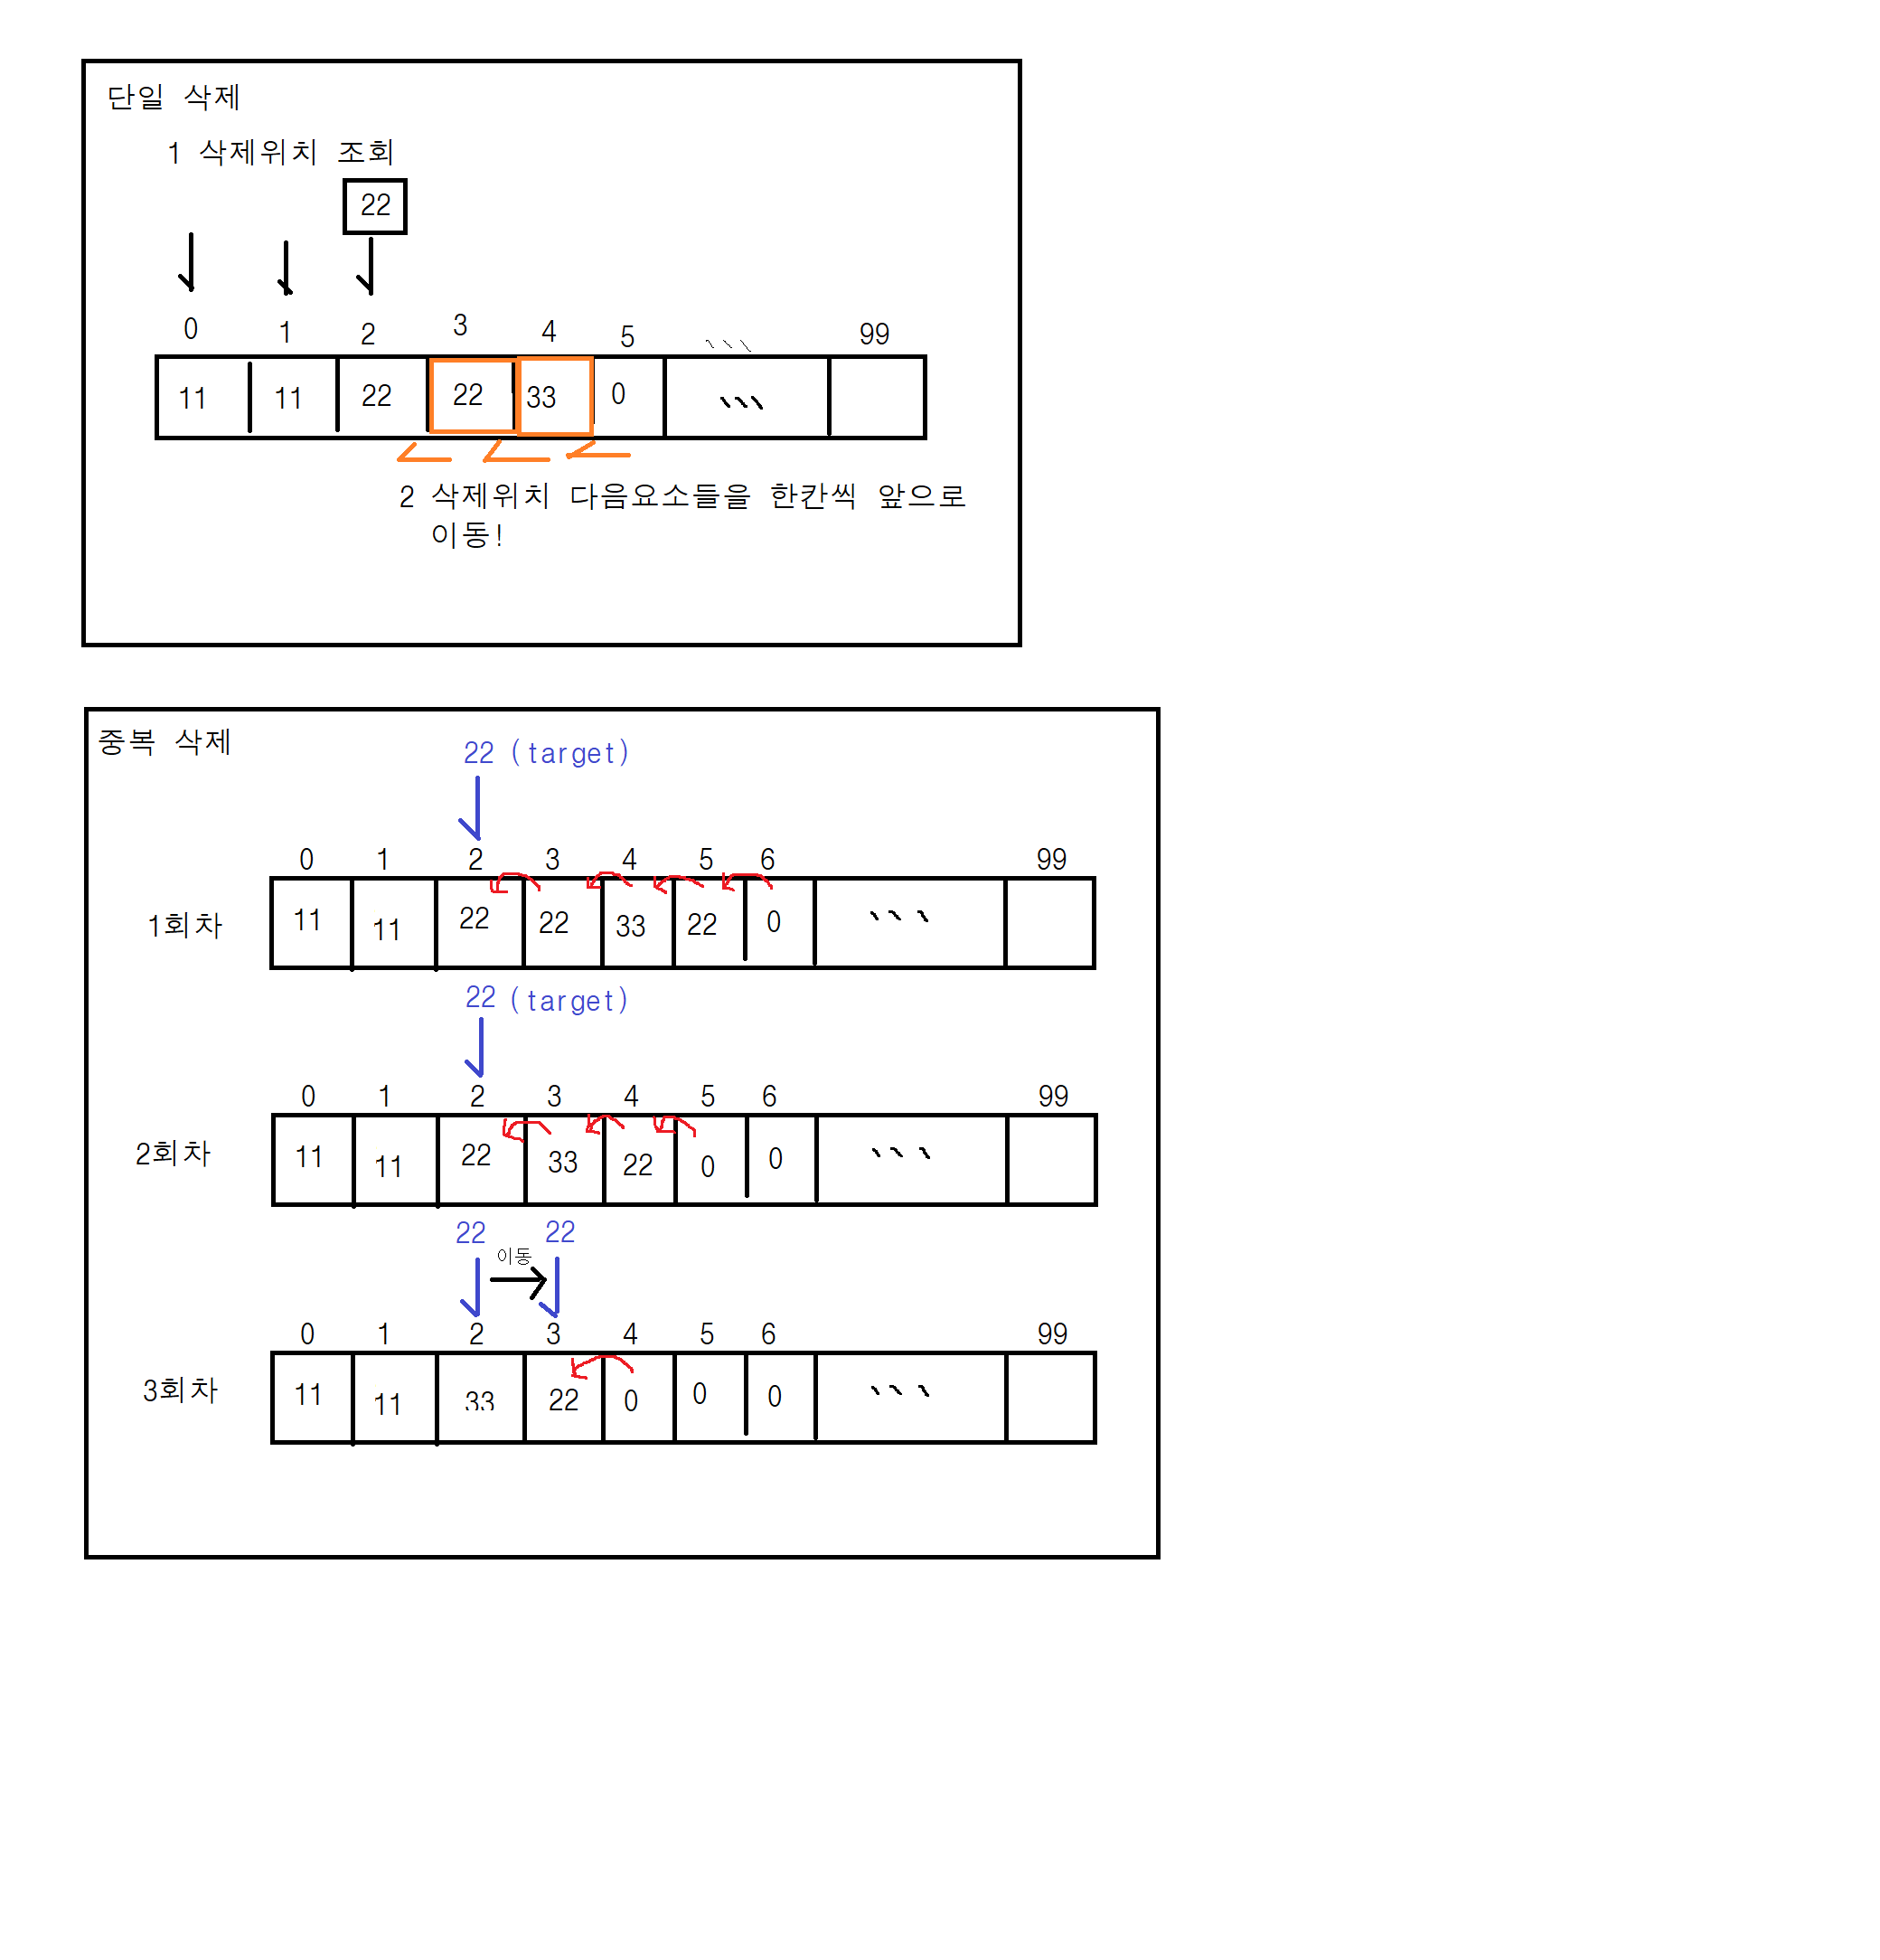 단일 삭제
1 삭제위치 조회
22
0 1 2 3 4 5 99
11 11 22 22 33 0
2 삭제위치 다음요소들을 한칸씩 앞으로
이동!
중복 삭제
22 (target)
0 1 2 3 4 5 6 99
1회차 11 11 22 22 33 22 0
22 (target)
0 1 2 3 4 5 6 99
2회차 11 11 22 33 22 0 0
22 22
이동
0 1 2 3 4 5 6 99
3회차 11 11 33 22 0 0 0